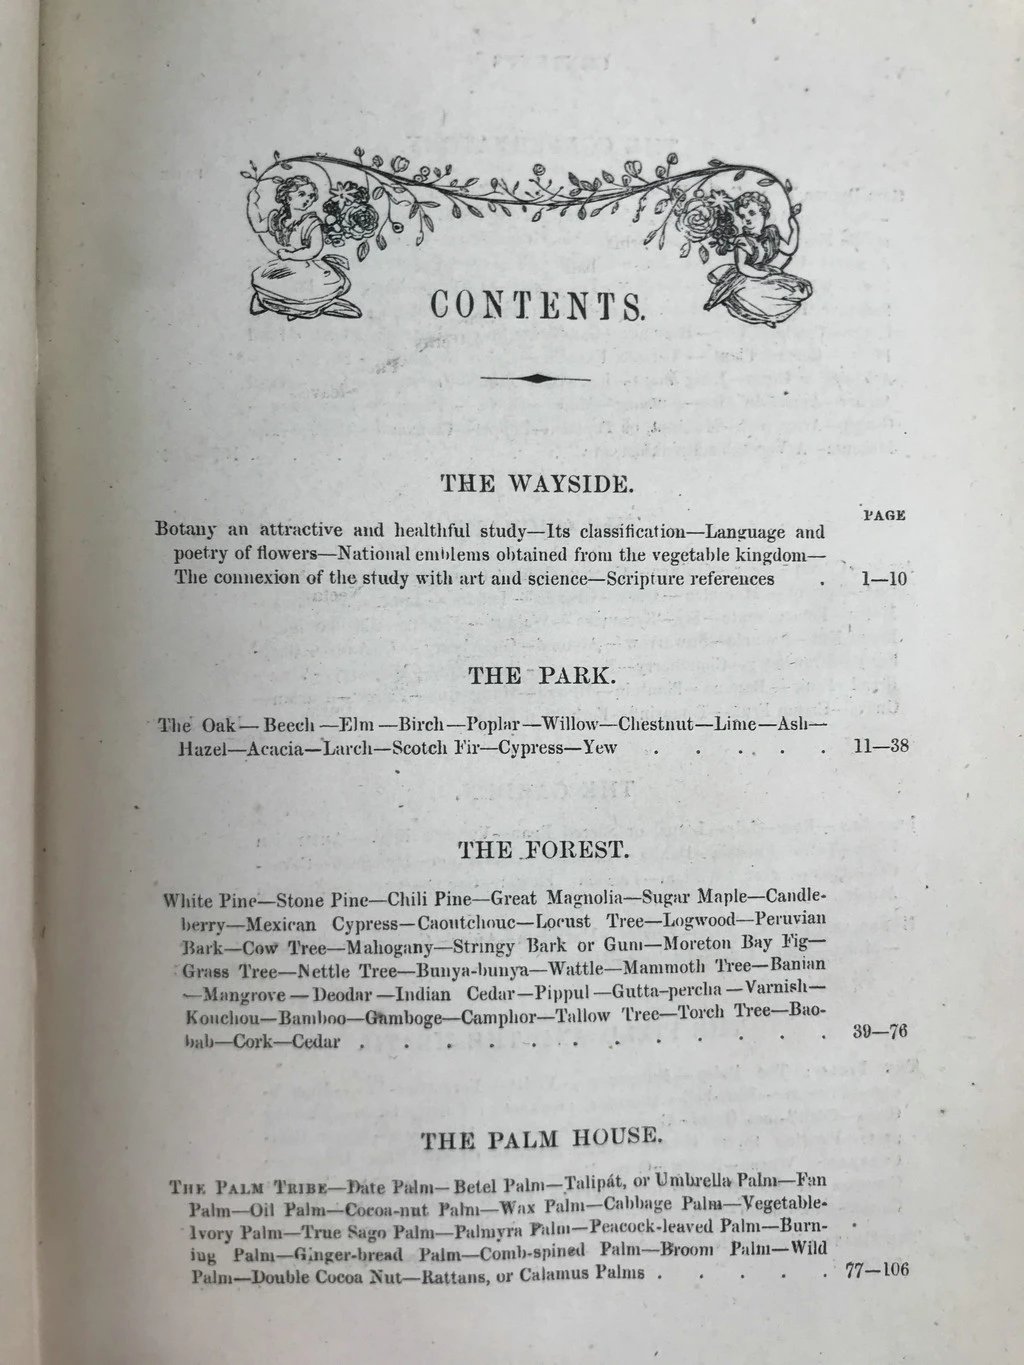 CONTENTS.
THE WAYSIDE.
PAGE
Botany an attractive and healthful study—Its classification—Language and
poetry of flowers—National emblems obtained from the vegetable kingdom—
The connexion of the study with art and science—Scripture references . 1—10
THE PARK.
The Oak—Beech—Elm—Birch—Poplar—Willow—Chestnut—Lime—Ash—
Hazel—Acacia—Larch—Scotch Fir—Cypress—Yew . . . . . 11—38
THE FOREST.
White Pine—Stone Pine—Chili Pine—Great Magnolia—Sugar Maple—Candle-
berry—Mexican Cypress—Caoutchouc—Locust Tree—Logwood—Peruvian
Bark—Cow Tree—Mahogany—Stringy Bark or Gum—Moreton Bay Fig—
Grass Tree—Nettle Tree—Bunya-bunya—Wattle—Mammoth Tree—Banian
—Mangrove—Deodar—Indian Cedar—Pippul—Gutta-percha—Varnish—
Kouchou—Bamboo—Gamboge—Camphor—Tallow Tree—Torch Tree—Bao-
bab—Cork—Cedar . . . . . . . . . . . . 39—76
THE PALM HOUSE.
THE PALM TRIBE—Date Palm—Betel Palm—Talipát, or Umbrella Palm—Fan
Palm—Oil Palm—Cocoa-nut Palm—Wax Palm—Cabbage Palm—Vegetable-
Ivory Palm—True Sago Palm—Palmyra Palm—Peacock-leaved Palm—Burn-
ing Palm—Ginger-bread Palm—Comb-spined Palm—Broom Palm—Wild
Palm—Double Cocoa Nut—Rattans, or Calamus Palms . . . . . 77—106